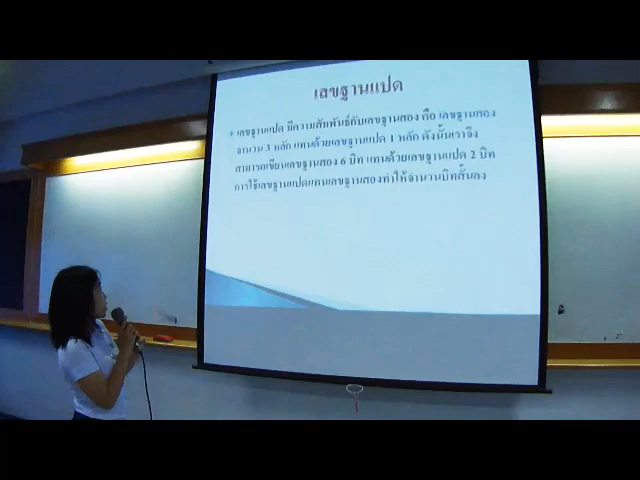 เลขฐานแปด
เลขฐานแปด มีความสัมพันธ์กับเลขฐานสอง คือ เลขฐานสอง
จำนวน 3 หลัก แทนด้วยเลขฐานแปด 1 หลัก ดังนั้นเราจึง
สามารถเขียนเลขฐานสอง 6 บิท แทนด้วยเลขฐานแปด 2 บิท
การใช้เลขฐานแปดแทนเลขฐานสองทำให้จำนวนบิทสั้นลง